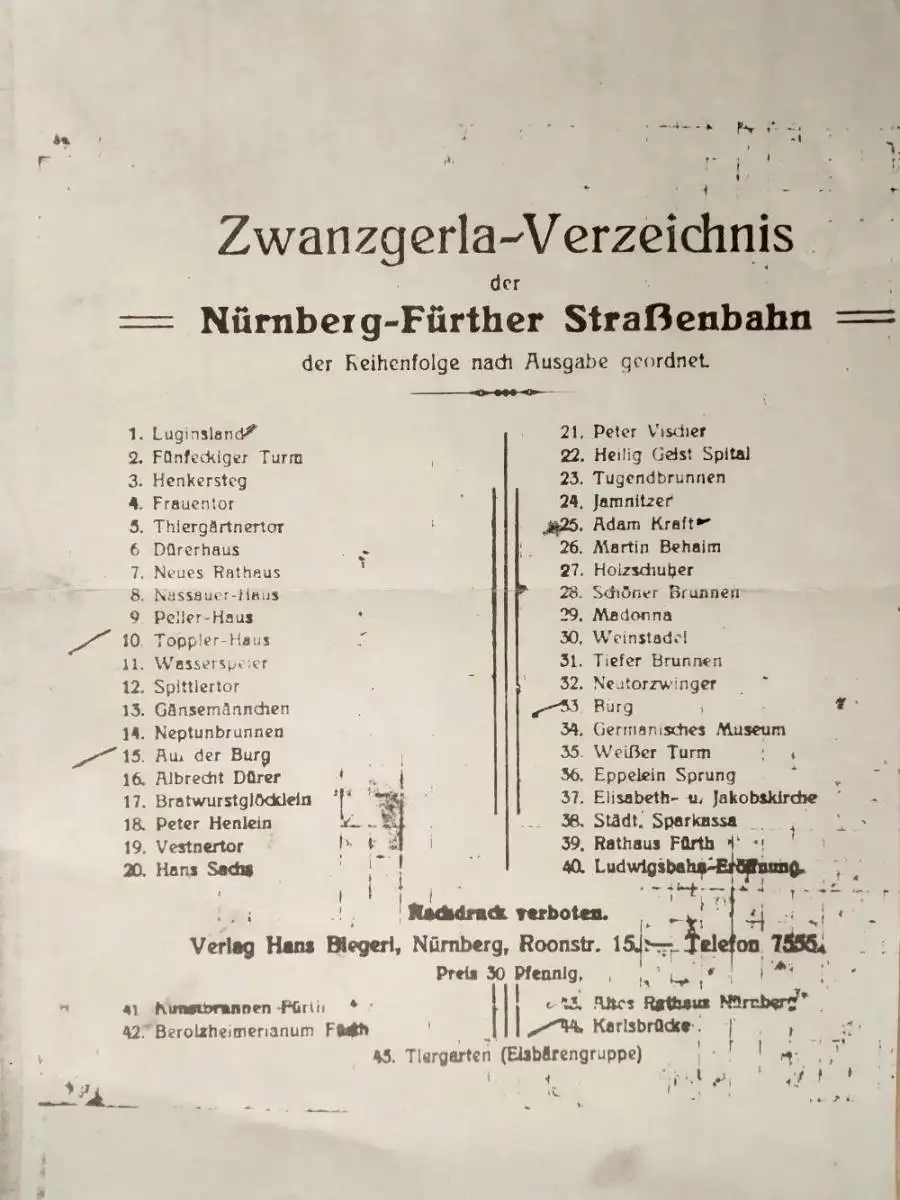 Zwanzgerla-Verzeichnis
der
Nürnberg-Fürther Straßenbahn
der Reihenfolge nach Ausgabe geordnet.
1. Luginsland
2. Fünfeckiger Turm
3. Henkersteg
4. Frauentor
5. Thiergärtnertor
6 Dürerhaus
7. Neues Rathaus
8. Nassauer-Haus
9 Peller-Haus
10. Toppler-Haus
11. Wasserspeier
12. Spittlertor
13. Gänsemännchen
14. Neptunbrunnen
15. Auf der Burg
16. Albrecht Dürer
17. Bratwurstglöcklein
18. Peter Henlein
19. Vestnertor
20. Hans Sachs
21. Peter Vischer
22. Heilig Geist Spital
23. Tugendbrunnen
24. Jamnitzer
25. Adam Kraft
26. Martin Behaim
27. Holzschuher
28. Schöner Brunnen
29. Madonna
30. Weinstadel
31. Tiefer Brunnen
32. Neutorzwinger
33. Burg
34. Germanisches Museum
35. Weißer Turm
36. Eppelein Sprung
37. Elisabeth- u. Jakobskirche
38. Städt. Sparkassa
39. Rathaus Fürth
40. Ludwigsbahn-Eröffnung.
Nachdruck verboten.
Verlag Hans Biegerl, Nürnberg, Roonstr. 15. — Telefon 7555.
Preis 30 Pfennig.
41 Kunstbrunnen Fürth
42. Berolzheimerianum Fürth
43. Altes Rathaus Nürnberg
44. Karlsbrücke
45. Tiergarten (Eisbärengruppe)